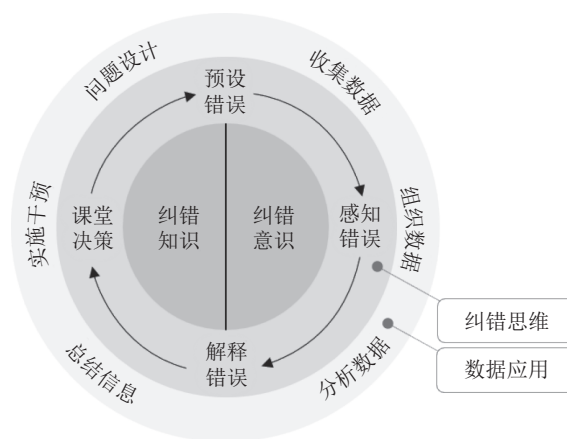 问题设计
收集数据
预设
错误
实施干预
课堂
决策
纠错
知识
纠错
意识
感知
错误
组织数据
纠错思维
解释
错误
总结信息
分析数据
数据应用